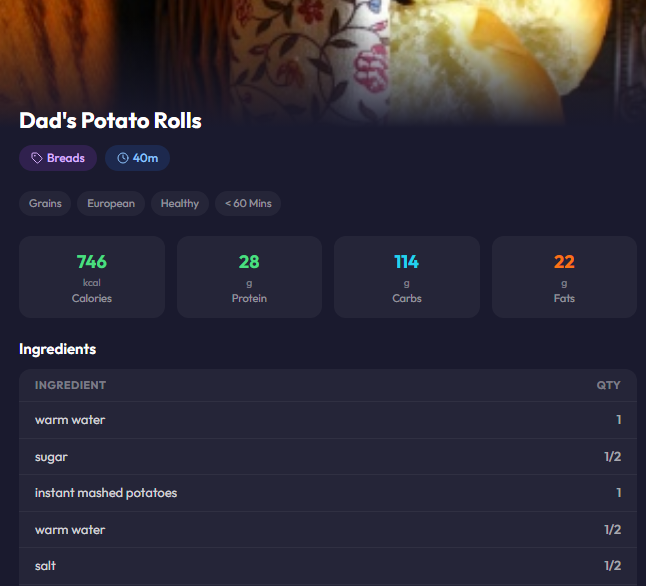 Dad's Potato Rolls
Breads 40m
Grains European Healthy < 60 Mins
746 28 114 22
kcal g g g
Calories Protein Carbs Fats
Ingredients
INGREDIENT QTY
warm water 1
sugar 1/2
instant mashed potatoes 1
warm water 1/2
salt 1/2